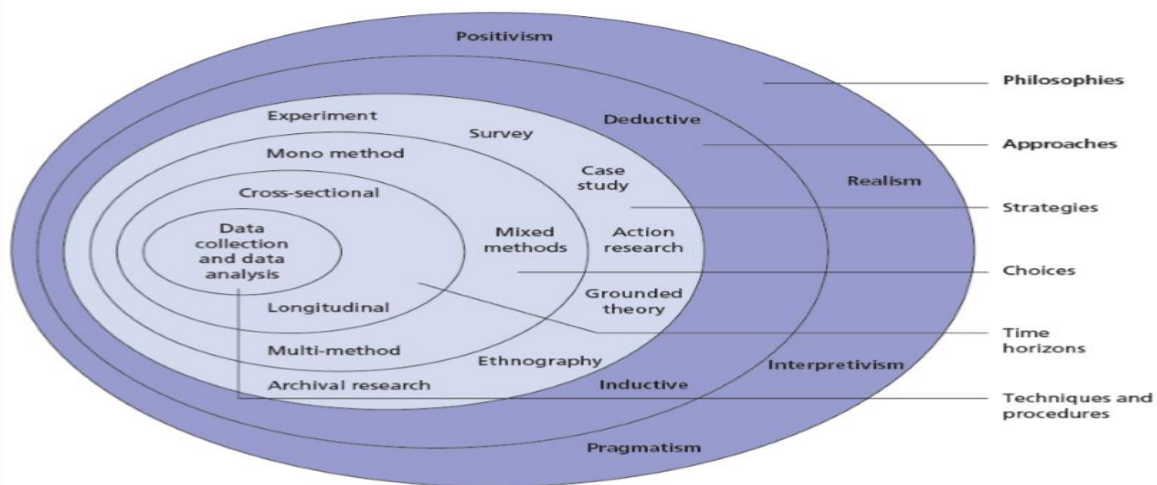 Positivism
Philosophies
Experiment
Survey
Deductive
Approaches
Mono method
Case
study
Realism
Cross-sectional
Strategies
Data
collection
and data
analysis
Mixed
methods
Action
research
Choices
Grounded
theory
Longitudinal
Time
horizons
Multi-method
Ethnography
Interpretivism
Archival research
Inductive
Techniques and
procedures
Pragmatism